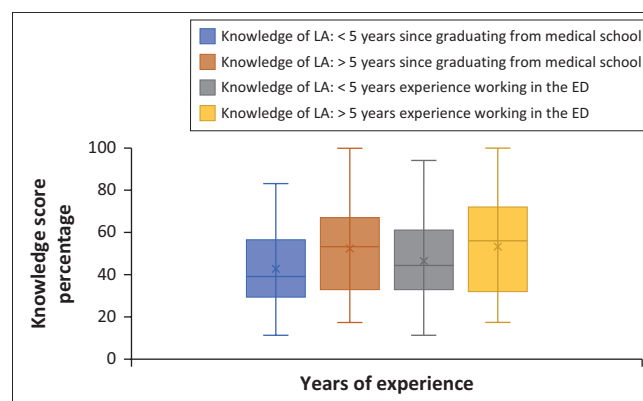 Knowledge of LA: < 5 years since graduating from medical school
Knowledge of LA: > 5 years since graduating from medical school
Knowledge of LA: < 5 years experience working in the ED
Knowledge of LA: > 5 years experience working in the ED
Knowledge score
percentage
100
80
60
40
20
0
Years of experience